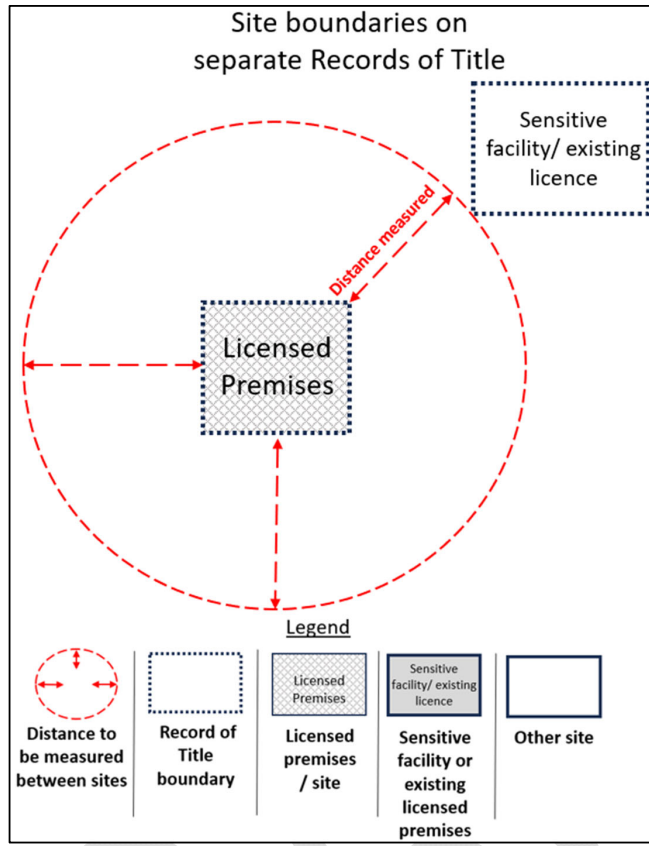 Site boundaries on
separate Records of Title
Sensitive
facility/ existing
licence
Distance measured
Licensed
Premises
Legend
Licensed
Premises
Sensitive
facility/ existing
licence
Distance to
be measured
between sites
Record of
Title
boundary
Licensed
premises
/ site
Sensitive
facility or
existing
licensed
premises
Other site